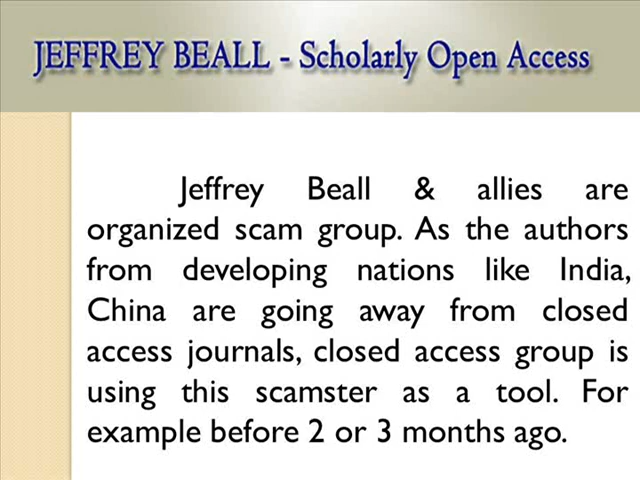 JEFFREY BEALL - Scholarly Open Access
Jeffrey Beall & allies are
organized scam group. As the authors
from developing nations like India,
China are going away from closed
access journals, closed access group is
using this scamster as a tool. For
example before 2 or 3 months ago.